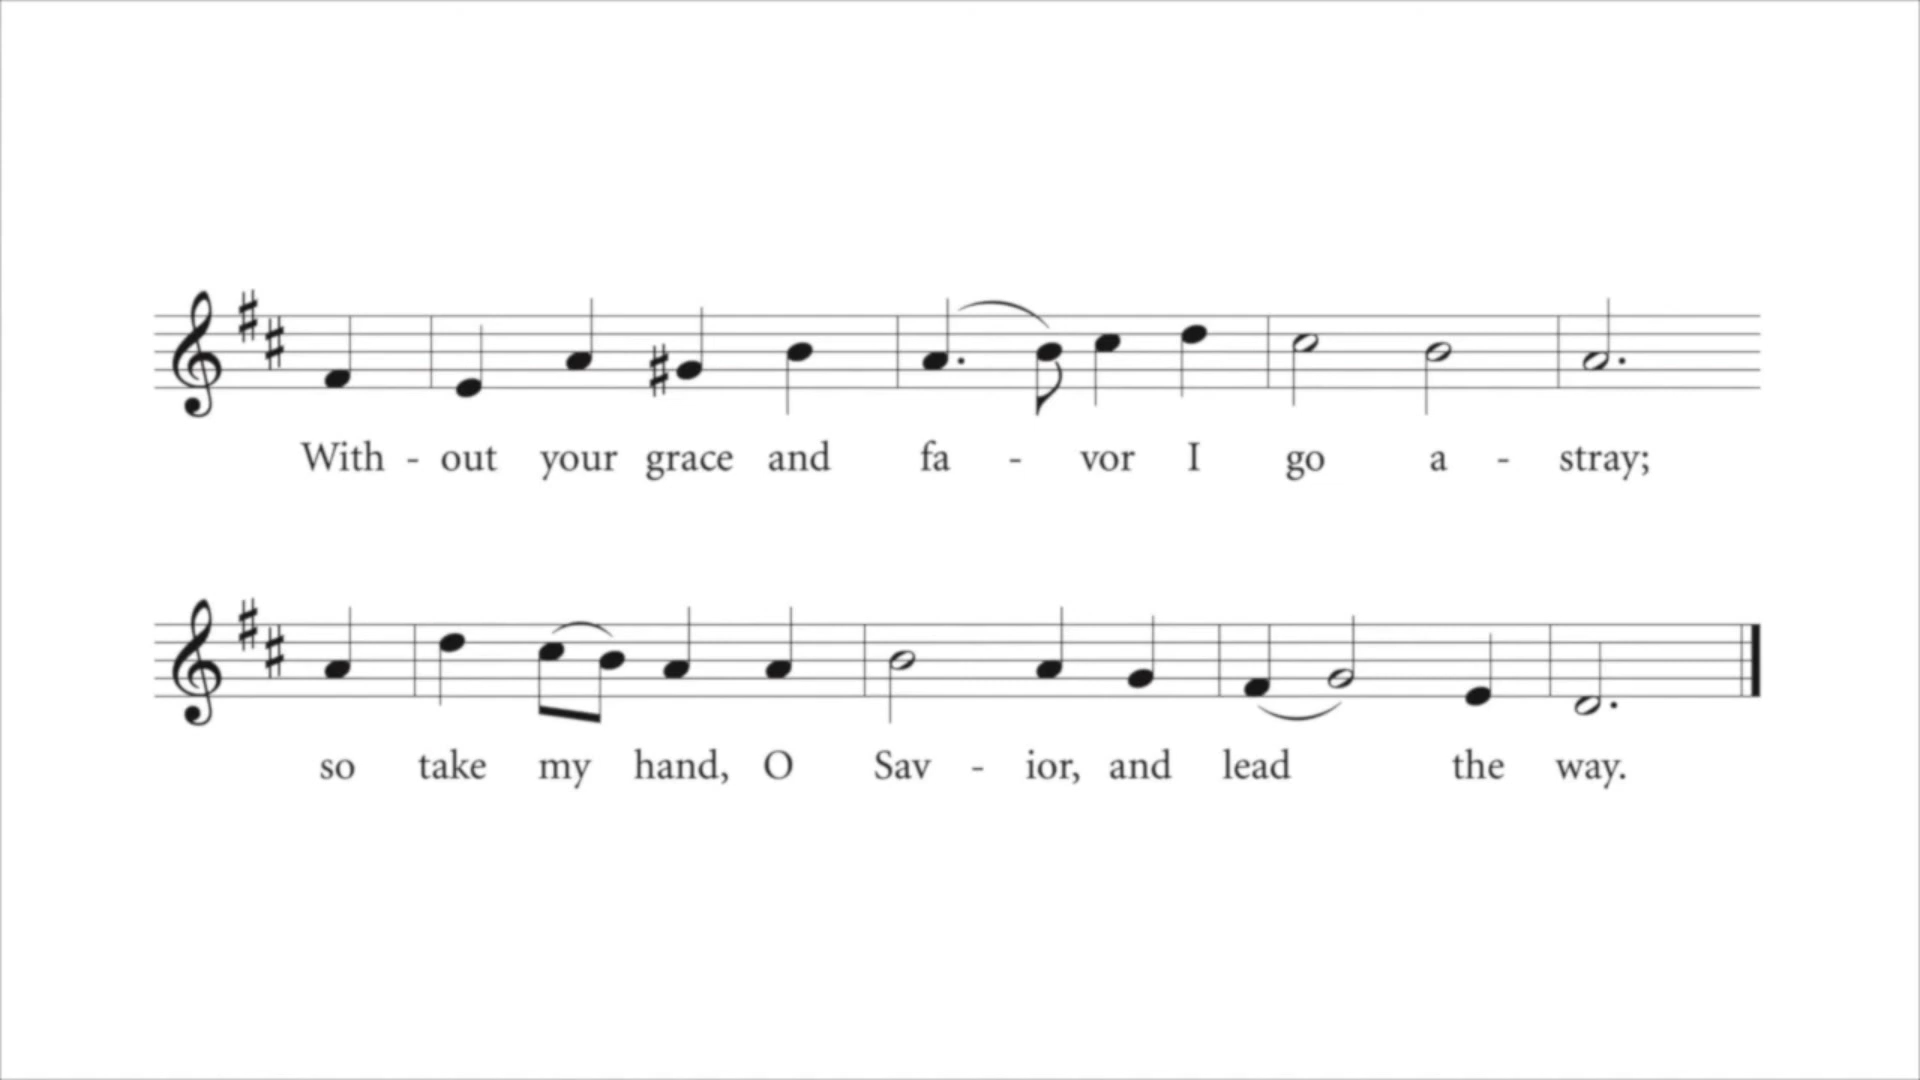 With - out your grace and fa - vor I go a - stray;
so take my hand, O Sav - ior, and lead the way.